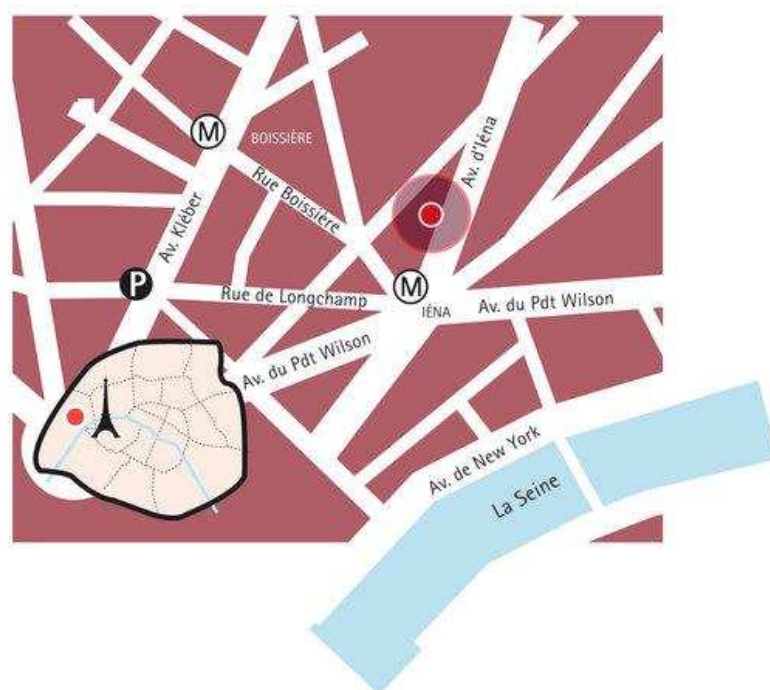 M
BOISSIÈRE
Av. d'Iéna
Rue Boissière
Av. Kléber
P
M
Rue de Longchamp
IÉNA
Av. du Pdt Wilson
Av. du Pdt Wilson
Av. de New York
La Seine